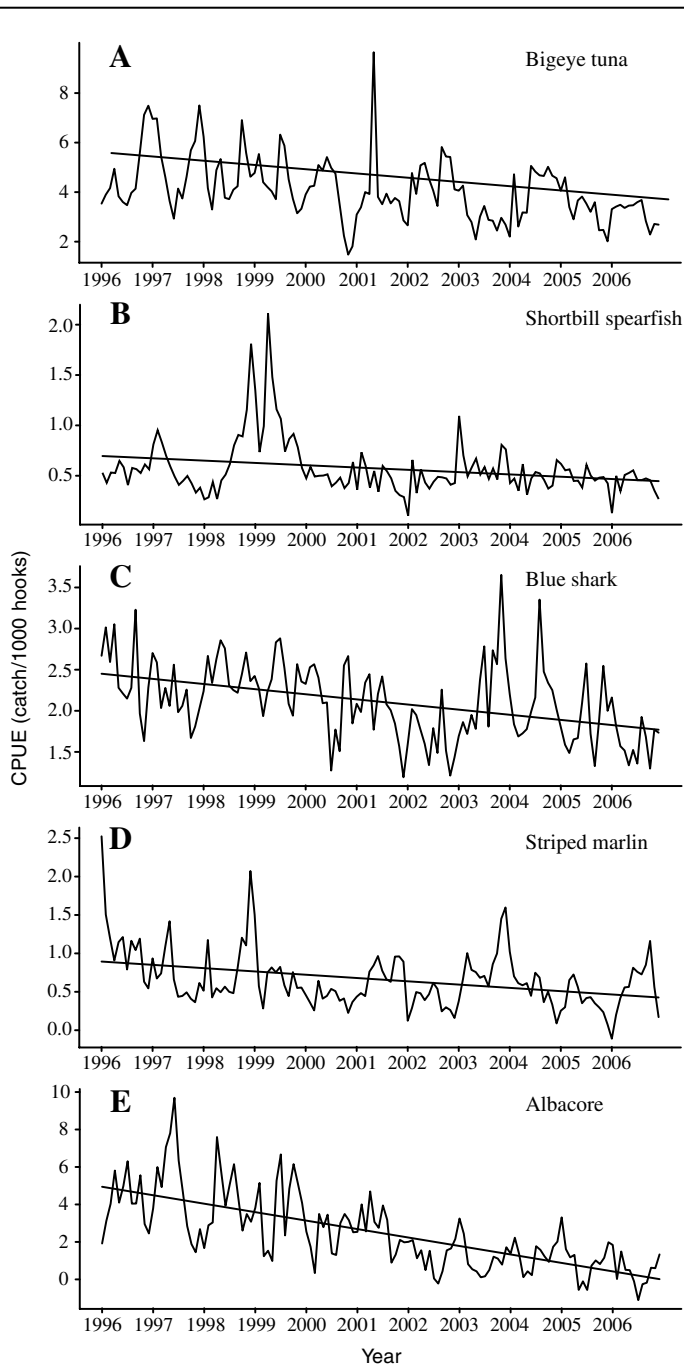 A
Bigeye tuna
8
6
4
2
1996 1997 1998 1999 2000 2001 2002 2003 2004 2005 2006
B
Shortbill spearfish
2.0
1.5
1.0
0.5
1996 1997 1998 1999 2000 2001 2002 2003 2004 2005 2006
CPUE (catch/1000 hooks)
C
Blue shark
3.5
3.0
2.5
2.0
1.5
1996 1997 1998 1999 2000 2001 2002 2003 2004 2005 2006
D
Striped marlin
2.5
2.0
1.5
1.0
0.5
0.0
1996 1997 1998 1999 2000 2001 2002 2003 2004 2005 2006
E
Albacore
10
8
6
4
2
0
1996 1997 1998 1999 2000 2001 2002 2003 2004 2005 2006
Year